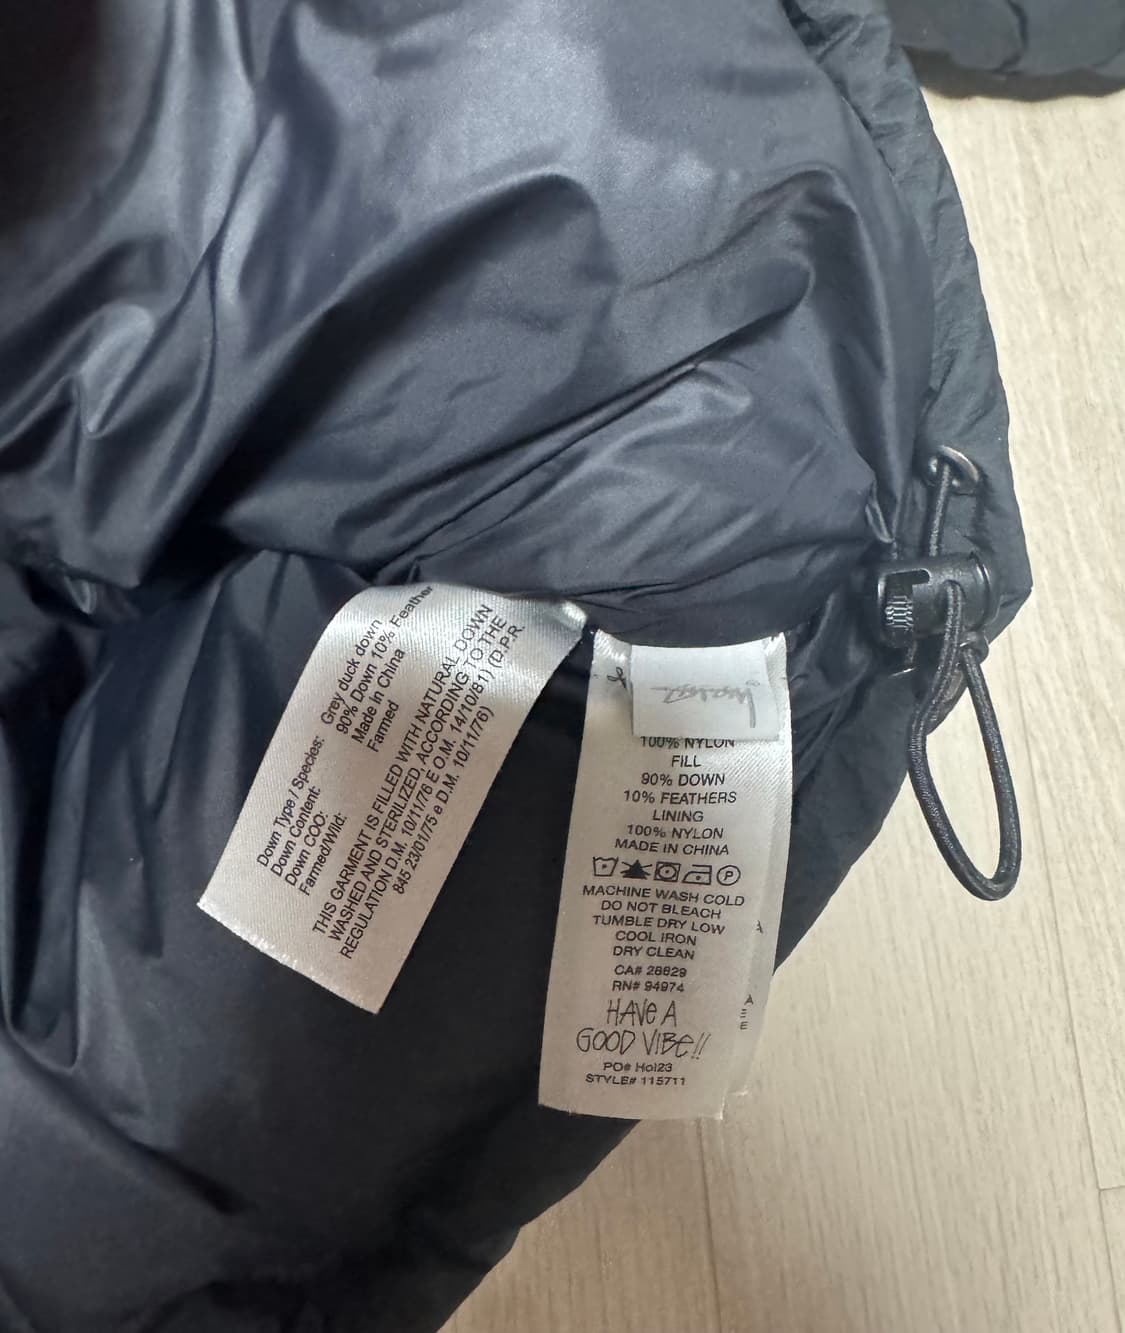 Down Type / Species: Grey duck down
Down Content: 90% Down 10% Feather
Down COO: Made in China
Farmed/Wild: Farmed
THIS GARMENT IS FILLED WITH NATURAL DOWN
WASHED AND STERILIZED, ACCORDING TO THE
REGULATION D.M. 10/11/76 E O.M. 14/10/81) (D.P.R.
845 23/01/75 e D.M. 10/11/76)
100% NYLON
FILL
90% DOWN
10% FEATHERS
LINING
100% NYLON
MADE IN CHINA
P
MACHINE WASH COLD
DO NOT BLEACH
TUMBLE DRY LOW
COOL IRON
DRY CLEAN
CA# 28829
RN# 94974
HAVE A
GOOD VIBE!!
PO# Hol23
STYLE# 115711